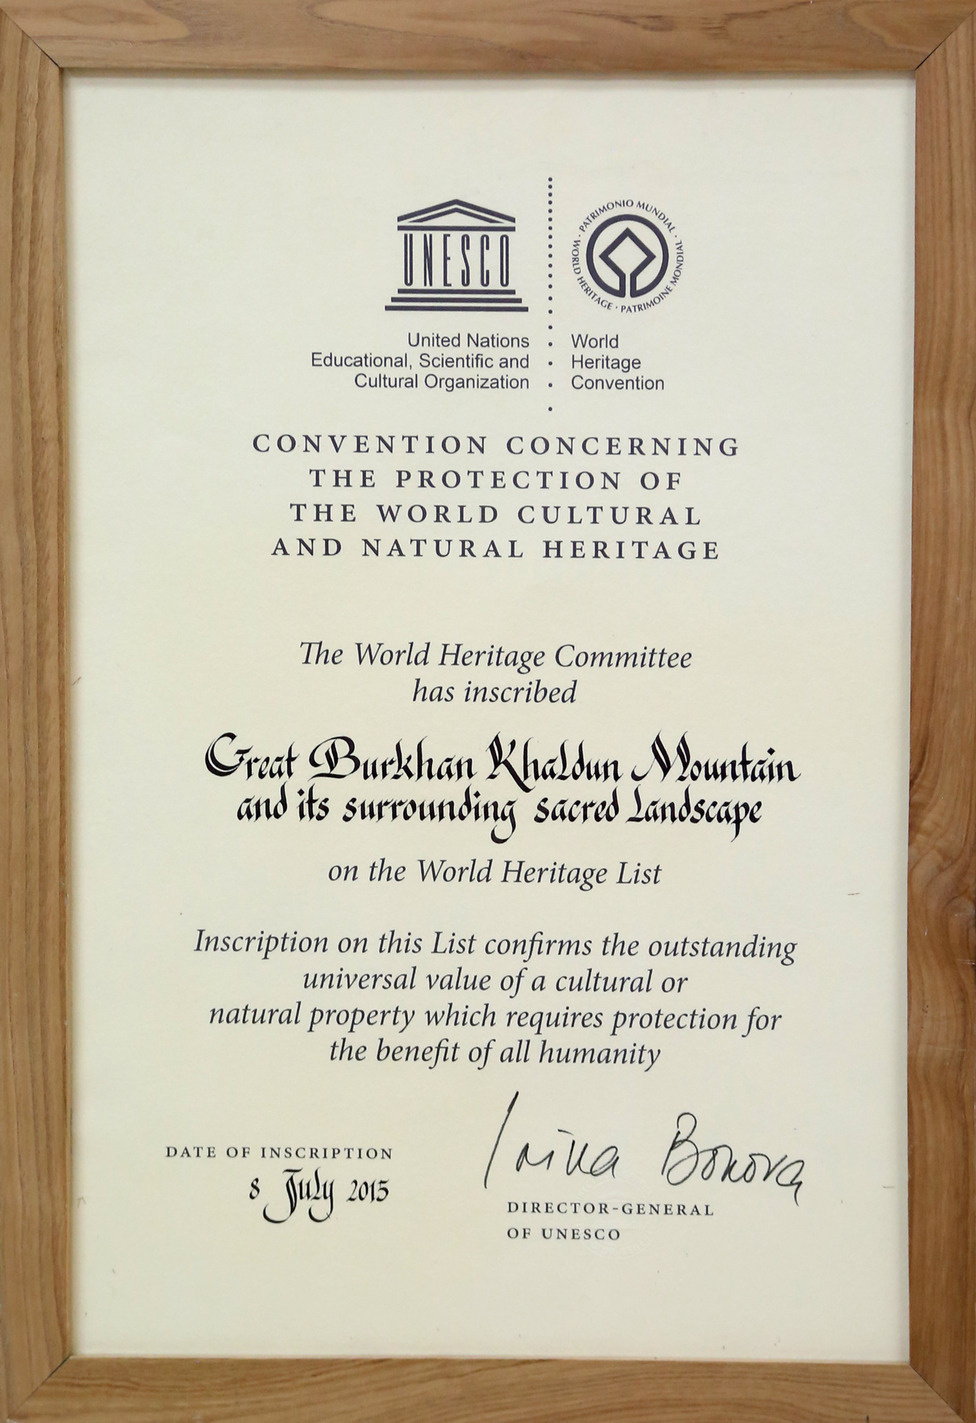 UNESCO
PATRIMONIO MUNDIAL · WORLD HERITAGE · PATRIMOINE MONDIAL ·
United Nations
Educational, Scientific and
Cultural Organization
World
Heritage
Convention
CONVENTION CONCERNING
THE PROTECTION OF
THE WORLD CULTURAL
AND NATURAL HERITAGE
The World Heritage Committee
has inscribed
Great Burkhan Khaldun Mountain
and its surrounding sacred landscape
on the World Heritage List
Inscription on this List confirms the outstanding
universal value of a cultural or
natural property which requires protection for
the benefit of all humanity
DATE OF INSCRIPTION
8 July 2015
Irina Bokova
DIRECTOR-GENERAL
OF UNESCO